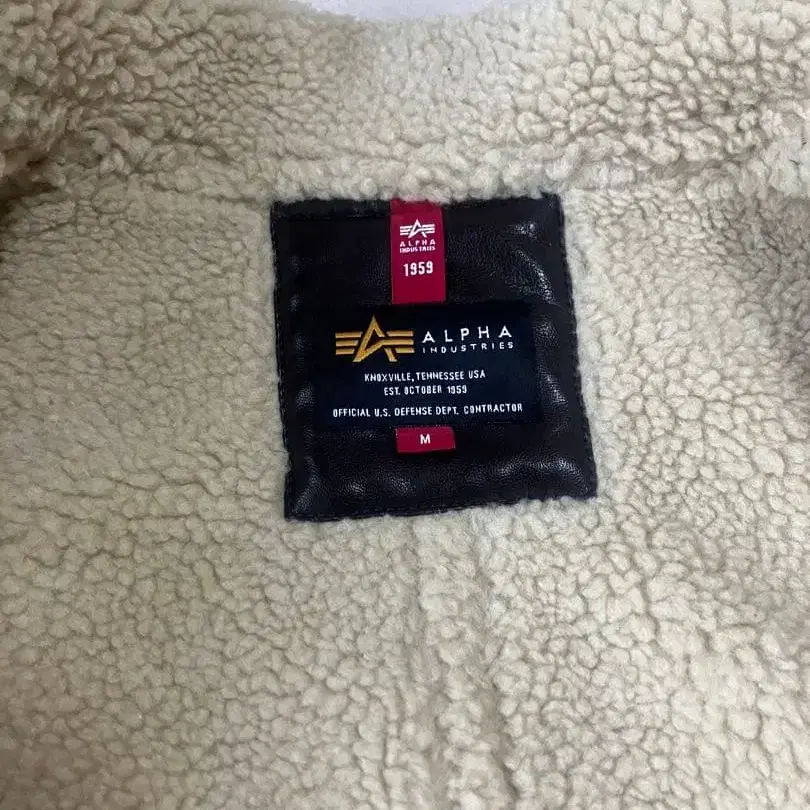 ALPHA
INDUSTRIES
1959
ALPHA
INDUSTRIES
KNOXVILLE, TENNESSEE USA
EST. OCTOBER 1959
OFFICIAL U.S. DEFENSE DEPT. CONTRACTOR
M